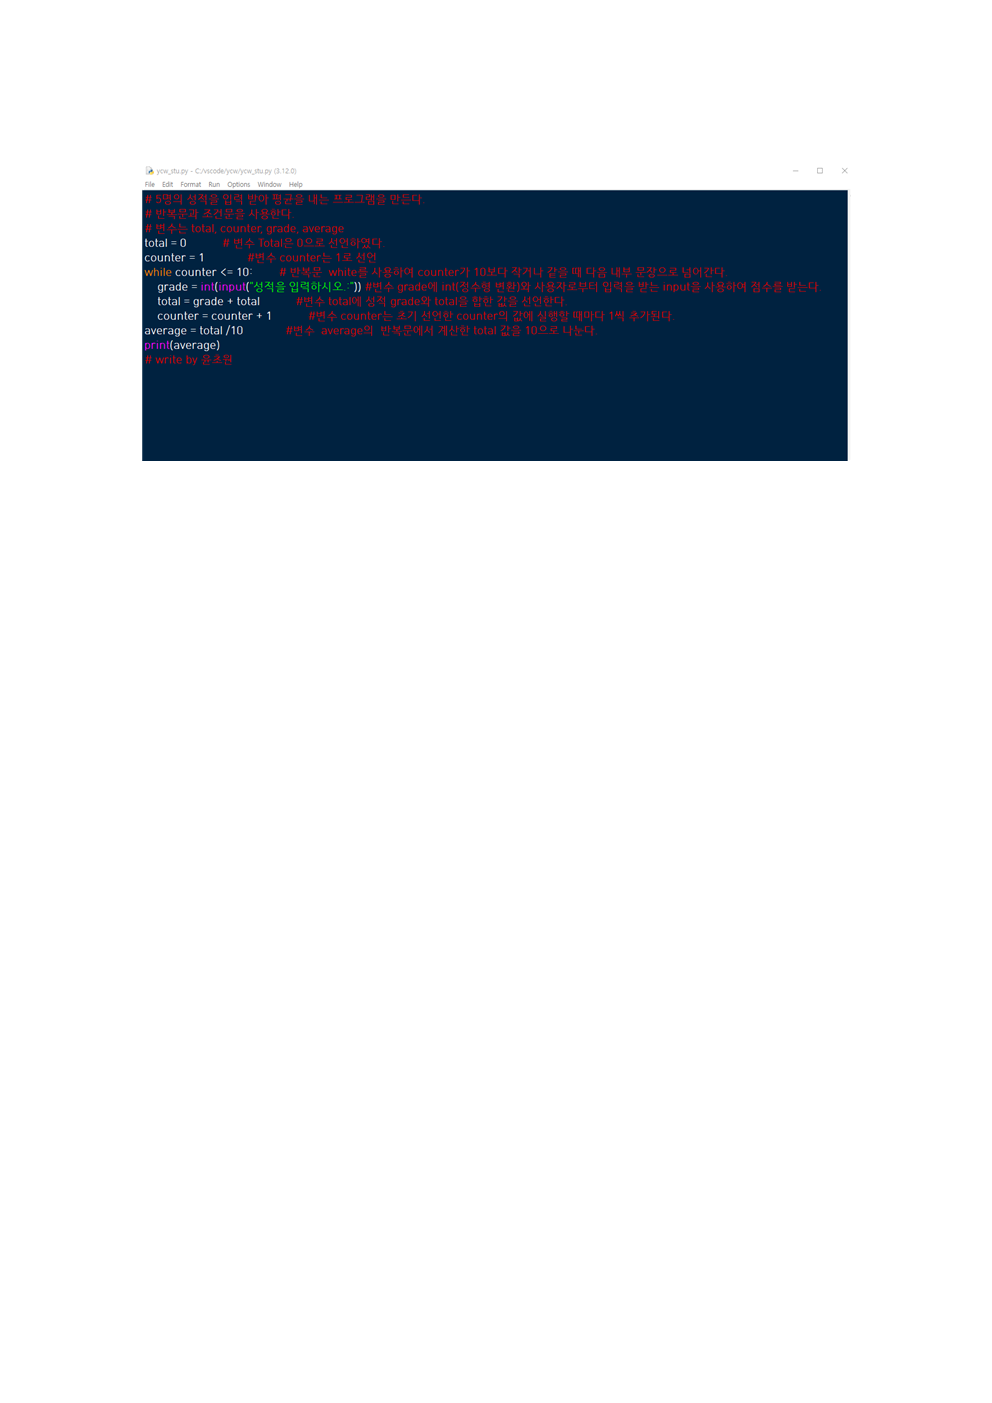 ycw_stu.py - C:/vscode/ycw/ycw_stu.py (3.12.0)
File Edit Format Run Options Window Help
# 5명의 성적을 입력 받아 평균을 내는 프로그램을 만든다.
# 반복문과 조건문을 사용한다.
# 변수는 total, counter, grade, average
total = 0 # 변수 Total은 0으로 선언하였다.
counter = 1 #변수 counter는 1로 선언
while counter <= 10: # 반복문 white를 사용하여 counter가 10보다 작거나 같을 때 다음 내부 문장으로 넘어간다.
grade = int(input("성적을 입력하시오.:")) #변수 grade에 int(정수형 변환)와 사용자로부터 입력을 받는 input을 사용하여 점수를 받는다.
total = grade + total #변수 total에 성적 grade와 total을 합한 값을 선언한다.
counter = counter + 1 #변수 counter는 초기 선언한 counter의 값에 실행할 때마다 1씩 추가된다.
average = total /10 #변수 average의 반복문에서 계산한 total 값을 10으로 나눈다.
print(average)
# write by 윤초원